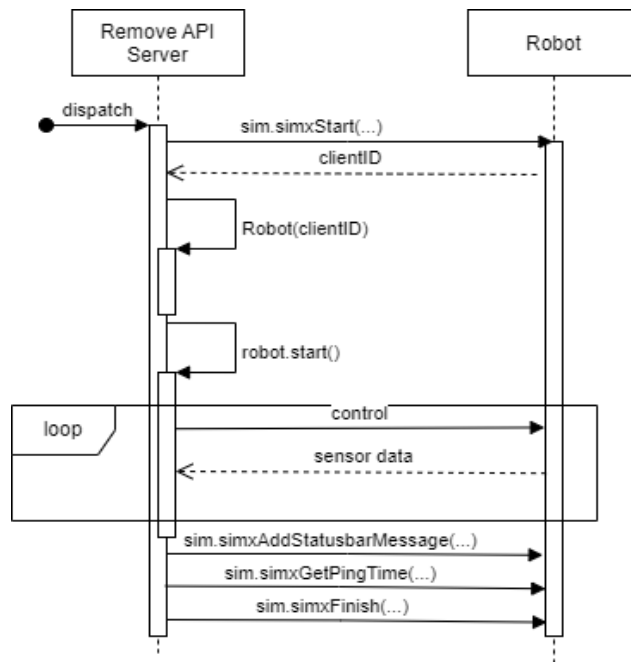 Remove API
Server
Robot
dispatch
sim.simxStart(...)
clientID
Robot(clientID)
robot.start()
loop
control
sensor data
sim.simxAddStatusbarMessage(...)
sim.simxGetPingTime(...)
sim.simxFinish(...)